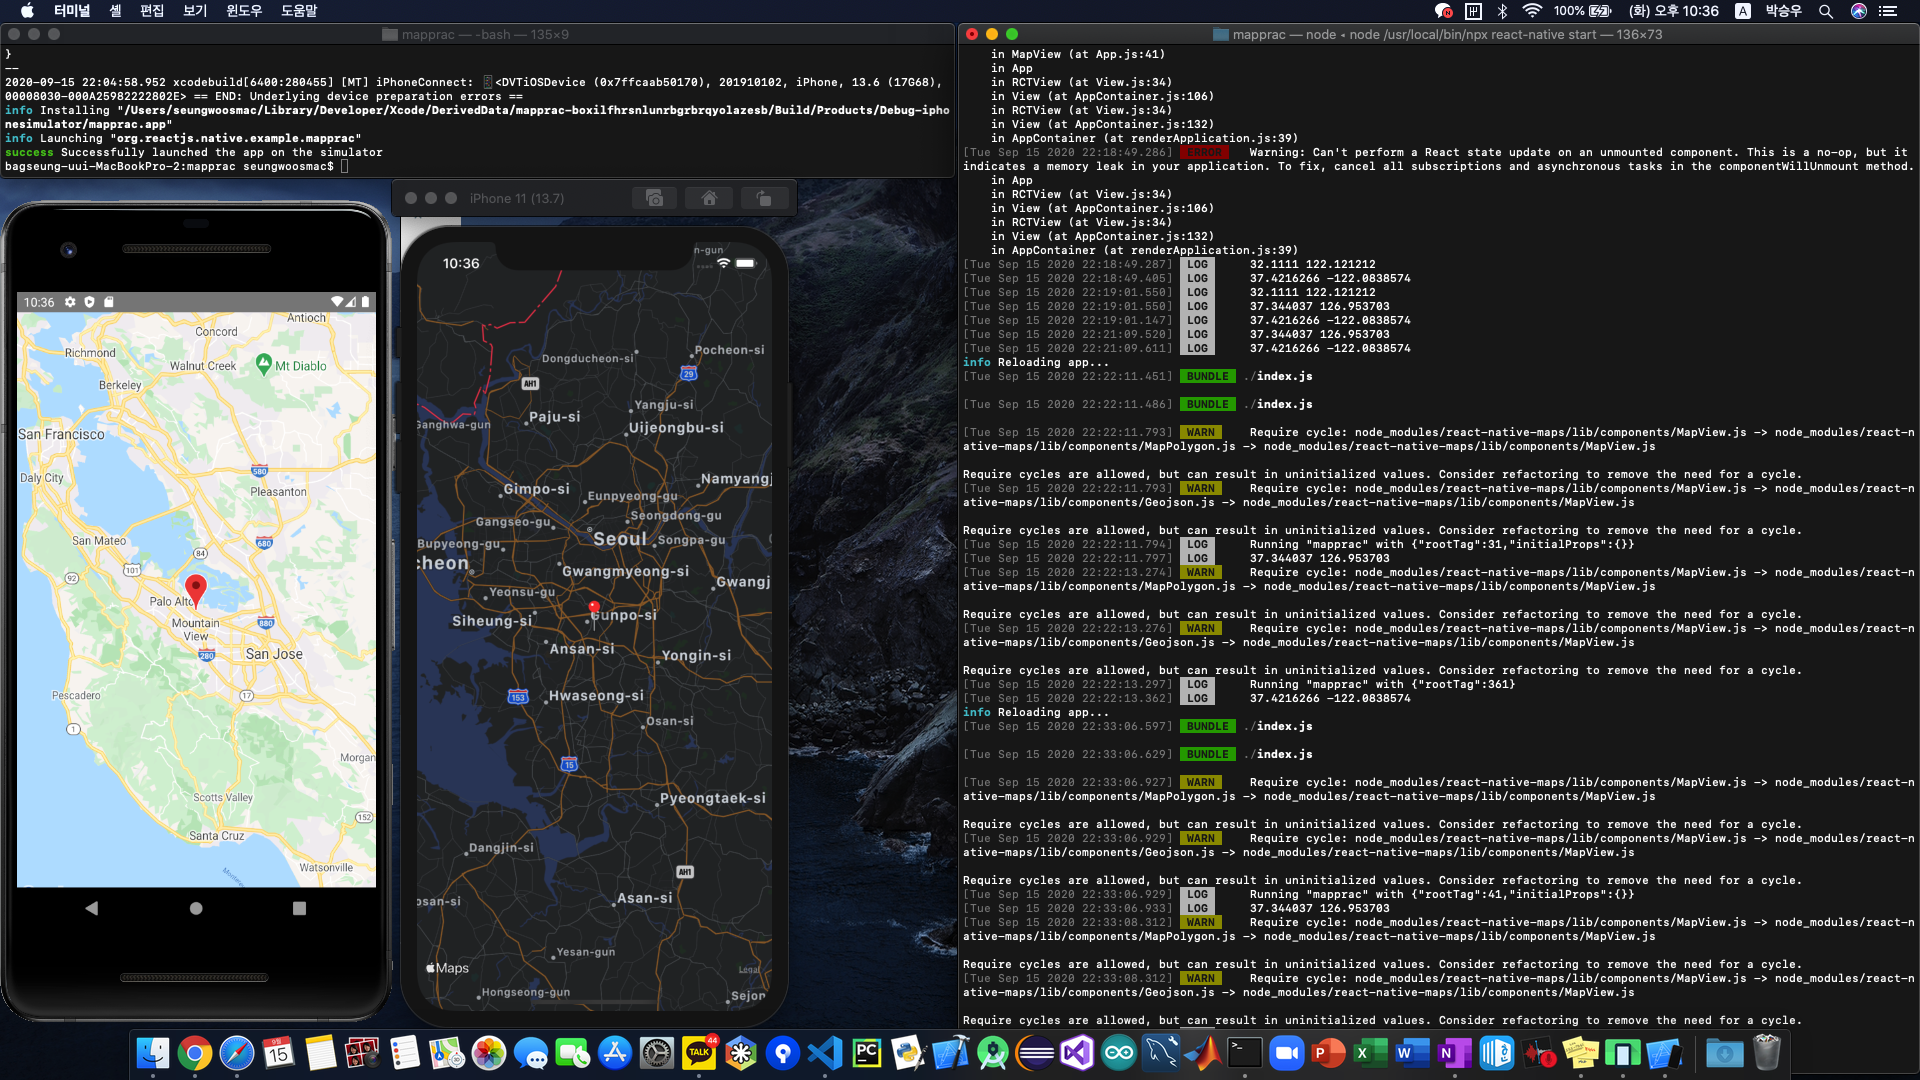 터미널 셸 편집 보기 윈도우 도움말
100% (화) 오후 10:36 A 박승우
mapprac — -bash — 135×9
}
--
2020-09-15 22:04:58.952 xcodebuild[6400:280455] [MT] iPhoneConnect: <DVTiOSDevice (0x7ffcaab50170), 201910102, iPhone, 13.6 (17G68),
00008030-000A25982222802E> == END: Underlying device preparation errors ==
info Installing "/Users/seungwoosmac/Library/Developer/Xcode/DerivedData/mapprac-boxilfhrsnlunrbgrbrqyolazesb/Build/Products/Debug-ipho
nesimulator/mapprac.app"
info Launching "org.reactjs.native.example.mapprac"
success Successfully launched the app on the simulator
bagseung-uui-MacBookPro-2:mapprac seungwoosmac$
10:36
Antioch
Concord
Richmond
Walnut Creek
Mt Diablo
Berkeley
San Francisco
580
Daly City
Pleasanton
San Mateo
680
84
101
92
Palo Alto
Mountain
View
880
280
San Jose
Pescadero
17
1
Morgan
Scotts Valley
152
Santa Cruz
Watsonville
iPhone 11 (13.7)
n-gun
10:36
Dongducheon-si
Pocheon-si
29
AH1
Yangju-si
Paju-si
Ganghwa-gun
Uijeongbu-si
Namyangj
Gimpo-si
Eunpyeong-gu
Gangseo-gu
Seongdong-gu
Seoul
Bupyeong-gu
Songpa-gu
cheon
Gwangmyeong-si
Gwangj
Yeonsu-gu
Gunpo-si
Siheung-si
Ansan-si
Yongin-si
153
Hwaseong-si
Osan-si
15
Pyeongtaek-si
Dangjin-si
AH1
Asan-si
osan-si
Yesan-gun
Maps
Legal
Hongseong-gun
Sejon
mapprac — node ◂ node /usr/local/bin/npx react-native start — 136×73
in MapView (at App.js:41)
in App
in RCTView (at View.js:34)
in View (at AppContainer.js:106)
in RCTView (at View.js:34)
in View (at AppContainer.js:132)
in AppContainer (at renderApplication.js:39)
[Tue Sep 15 2020 22:18:49.286] ERROR Warning: Can't perform a React state update on an unmounted component. This is a no-op, but it
indicates a memory leak in your application. To fix, cancel all subscriptions and asynchronous tasks in the componentWillUnmount method.
in App
in RCTView (at View.js:34)
in View (at AppContainer.js:106)
in RCTView (at View.js:34)
in View (at AppContainer.js:132)
in AppContainer (at renderApplication.js:39)
[Tue Sep 15 2020 22:18:49.287] LOG 32.1111 122.121212
[Tue Sep 15 2020 22:18:49.405] LOG 37.4216266 -122.0838574
[Tue Sep 15 2020 22:19:01.550] LOG 32.1111 122.121212
[Tue Sep 15 2020 22:19:01.550] LOG 37.344037 126.953703
[Tue Sep 15 2020 22:19:01.147] LOG 37.4216266 -122.0838574
[Tue Sep 15 2020 22:21:09.520] LOG 37.344037 126.953703
[Tue Sep 15 2020 22:21:09.611] LOG 37.4216266 -122.0838574
info Reloading app...
[Tue Sep 15 2020 22:22:11.451] BUNDLE ./index.js
[Tue Sep 15 2020 22:22:11.486] BUNDLE ./index.js
[Tue Sep 15 2020 22:22:11.793] WARN Require cycle: node_modules/react-native-maps/lib/components/MapView.js -> node_modules/react-n
ative-maps/lib/components/MapPolygon.js -> node_modules/react-native-maps/lib/components/MapView.js
Require cycles are allowed, but can result in uninitialized values. Consider refactoring to remove the need for a cycle.
[Tue Sep 15 2020 22:22:11.793] WARN Require cycle: node_modules/react-native-maps/lib/components/MapView.js -> node_modules/react-n
ative-maps/lib/components/Geojson.js -> node_modules/react-native-maps/lib/components/MapView.js
Require cycles are allowed, but can result in uninitialized values. Consider refactoring to remove the need for a cycle.
[Tue Sep 15 2020 22:22:11.794] LOG Running "mapprac" with {"rootTag":31,"initialProps":{}}
[Tue Sep 15 2020 22:22:11.797] LOG 37.344037 126.953703
[Tue Sep 15 2020 22:22:13.274] WARN Require cycle: node_modules/react-native-maps/lib/components/MapView.js -> node_modules/react-n
ative-maps/lib/components/MapPolygon.js -> node_modules/react-native-maps/lib/components/MapView.js
Require cycles are allowed, but can result in uninitialized values. Consider refactoring to remove the need for a cycle.
[Tue Sep 15 2020 22:22:13.276] WARN Require cycle: node_modules/react-native-maps/lib/components/MapView.js -> node_modules/react-n
ative-maps/lib/components/Geojson.js -> node_modules/react-native-maps/lib/components/MapView.js
Require cycles are allowed, but can result in uninitialized values. Consider refactoring to remove the need for a cycle.
[Tue Sep 15 2020 22:22:13.297] LOG Running "mapprac" with {"rootTag":361}
[Tue Sep 15 2020 22:22:13.362] LOG 37.4216266 -122.0838574
info Reloading app...
[Tue Sep 15 2020 22:33:06.597] BUNDLE ./index.js
[Tue Sep 15 2020 22:33:06.629] BUNDLE ./index.js
[Tue Sep 15 2020 22:33:06.927] WARN Require cycle: node_modules/react-native-maps/lib/components/MapView.js -> node_modules/react-n
ative-maps/lib/components/MapPolygon.js -> node_modules/react-native-maps/lib/components/MapView.js
Require cycles are allowed, but can result in uninitialized values. Consider refactoring to remove the need for a cycle.
[Tue Sep 15 2020 22:33:06.929] WARN Require cycle: node_modules/react-native-maps/lib/components/MapView.js -> node_modules/react-n
ative-maps/lib/components/Geojson.js -> node_modules/react-native-maps/lib/components/MapView.js
Require cycles are allowed, but can result in uninitialized values. Consider refactoring to remove the need for a cycle.
[Tue Sep 15 2020 22:33:06.929] LOG Running "mapprac" with {"rootTag":41,"initialProps":{}}
[Tue Sep 15 2020 22:33:06.933] LOG 37.344037 126.953703
[Tue Sep 15 2020 22:33:08.312] WARN Require cycle: node_modules/react-native-maps/lib/components/MapView.js -> node_modules/react-n
ative-maps/lib/components/MapPolygon.js -> node_modules/react-native-maps/lib/components/MapView.js
Require cycles are allowed, but can result in uninitialized values. Consider refactoring to remove the need for a cycle.
[Tue Sep 15 2020 22:33:08.312] WARN Require cycle: node_modules/react-native-maps/lib/components/MapView.js -> node_modules/react-n
ative-maps/lib/components/Geojson.js -> node_modules/react-native-maps/lib/components/MapView.js
Require cycles are allowed, but can result in uninitialized values. Consider refactoring to remove the need for a cycle.
9월
15
TALK
44
PC
P X W N